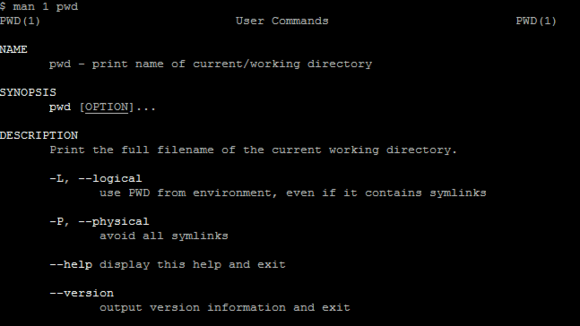 $ man 1 pwd
PWD(1) User Commands PWD(1)
NAME
pwd - print name of current/working directory
SYNOPSIS
pwd [OPTION]...
DESCRIPTION
Print the full filename of the current working directory.
-L, --logical
use PWD from environment, even if it contains symlinks
-P, --physical
avoid all symlinks
--help display this help and exit
--version
output version information and exit